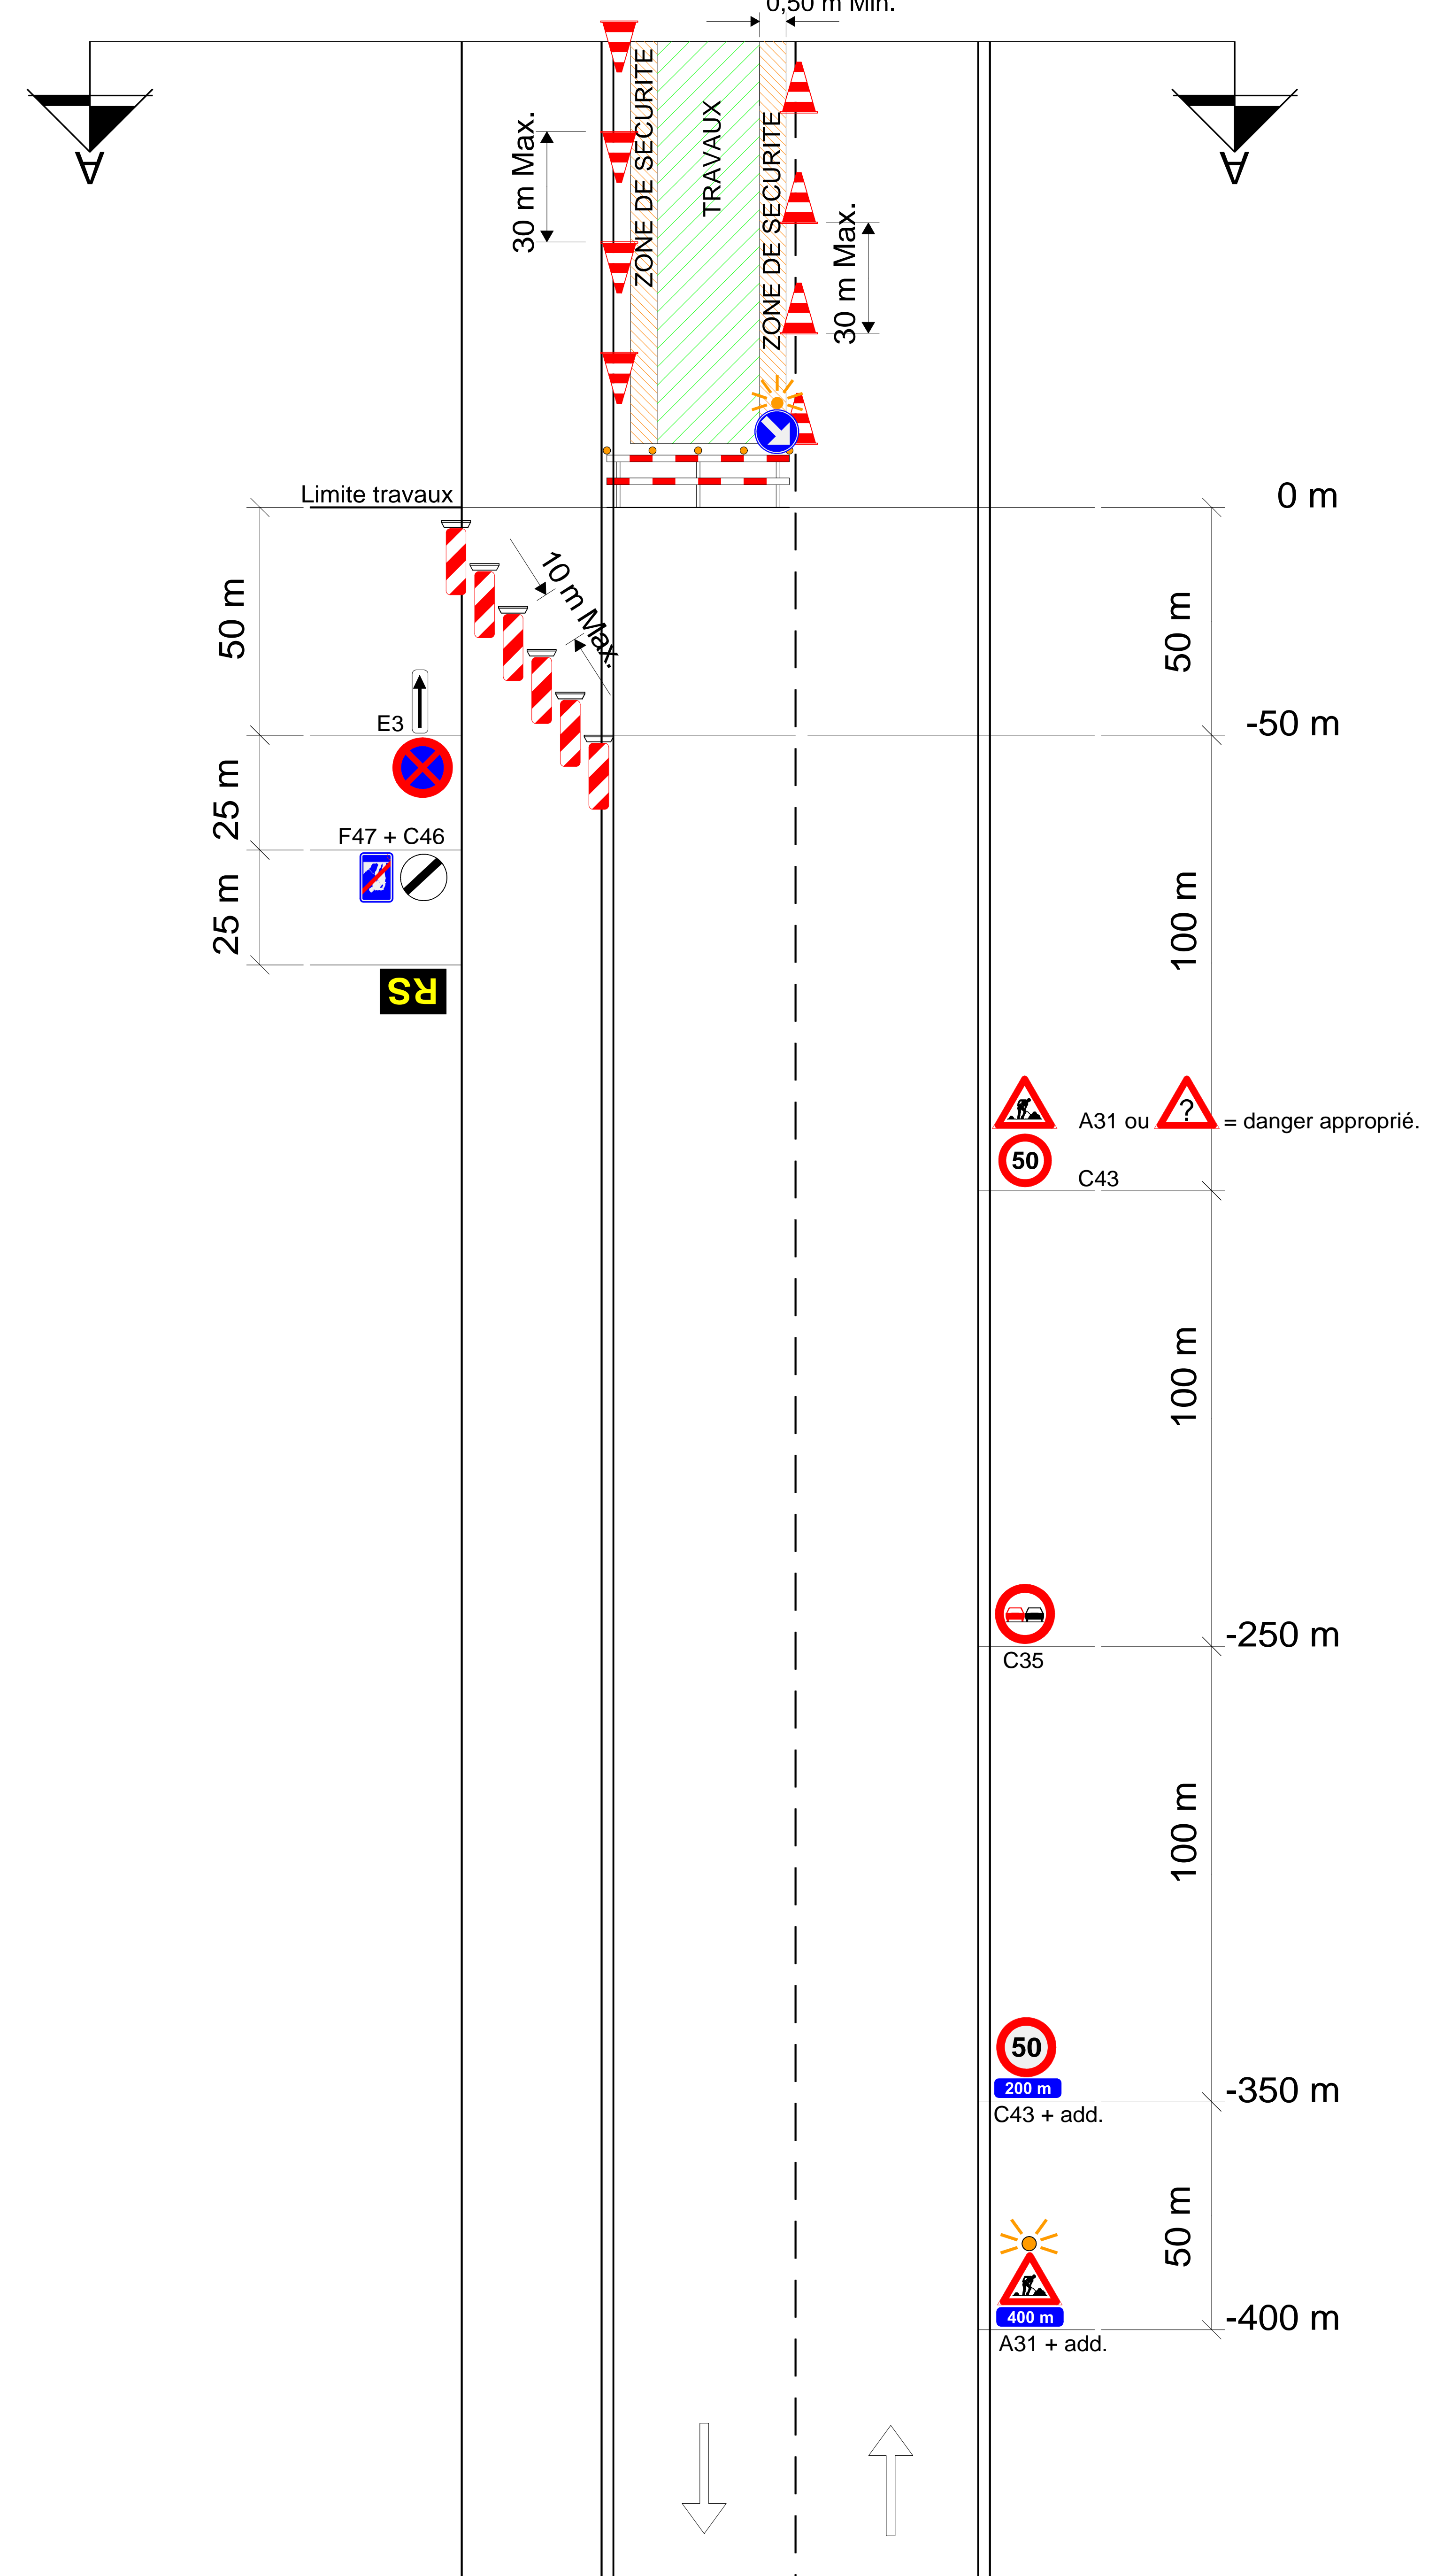 0,50 m Min.
A
A
ZONE DE SECURITE
TRAVAUX
ZONE DE SECURITE
30 m Max.
30 m Max.
Limite travaux
0 m
10 m Max.
50 m
50 m
E3
-50 m
25 m
F47 + C46
25 m
100 m
RS
A31 ou ? = danger approprié.
50
C43
100 m
-250 m
C35
100 m
50
200 m
-350 m
C43 + add.
50 m
400 m
-400 m
A31 + add.